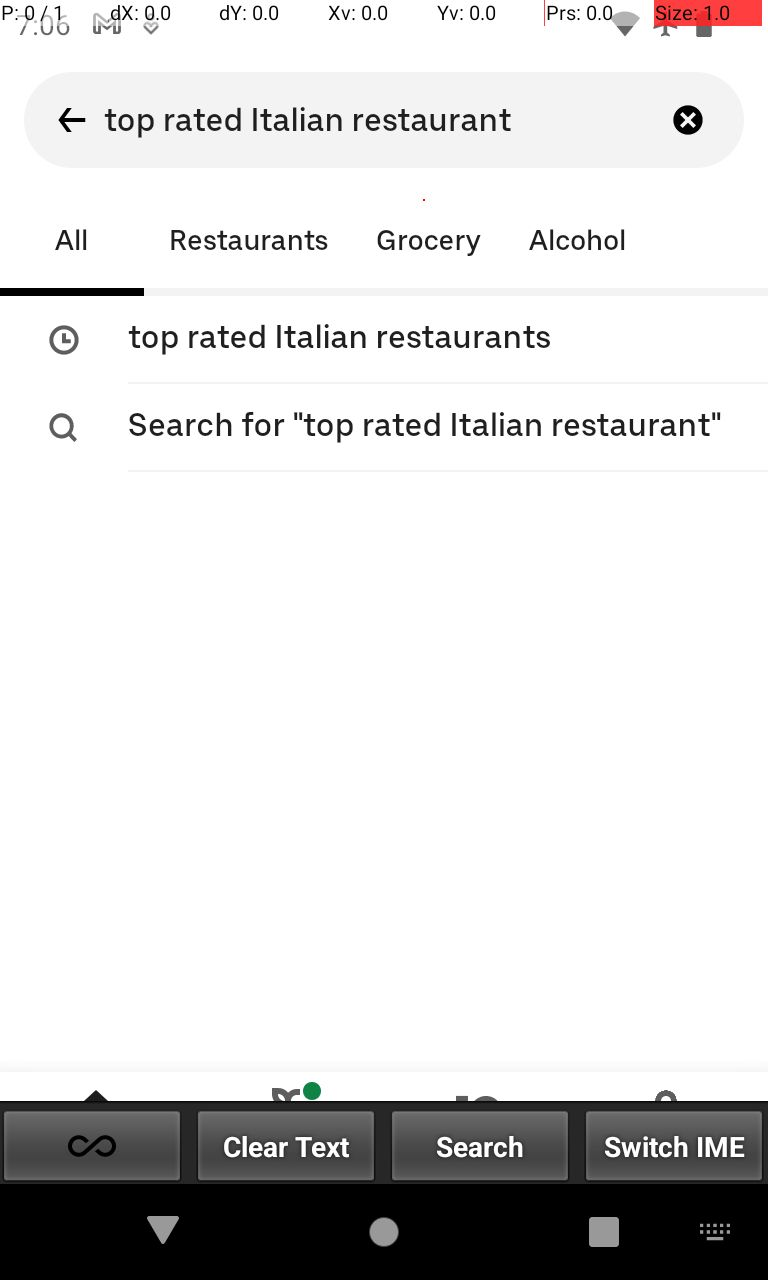 P: 0 / 1 dX: 0.0 dY: 0.0 Xv: 0.0 Yv: 0.0 Prs: 0.0 Size: 1.0
7:06
top rated Italian restaurant
All Restaurants Grocery Alcohol
top rated Italian restaurants
Search for "top rated Italian restaurant"
Clear Text Search Switch IME